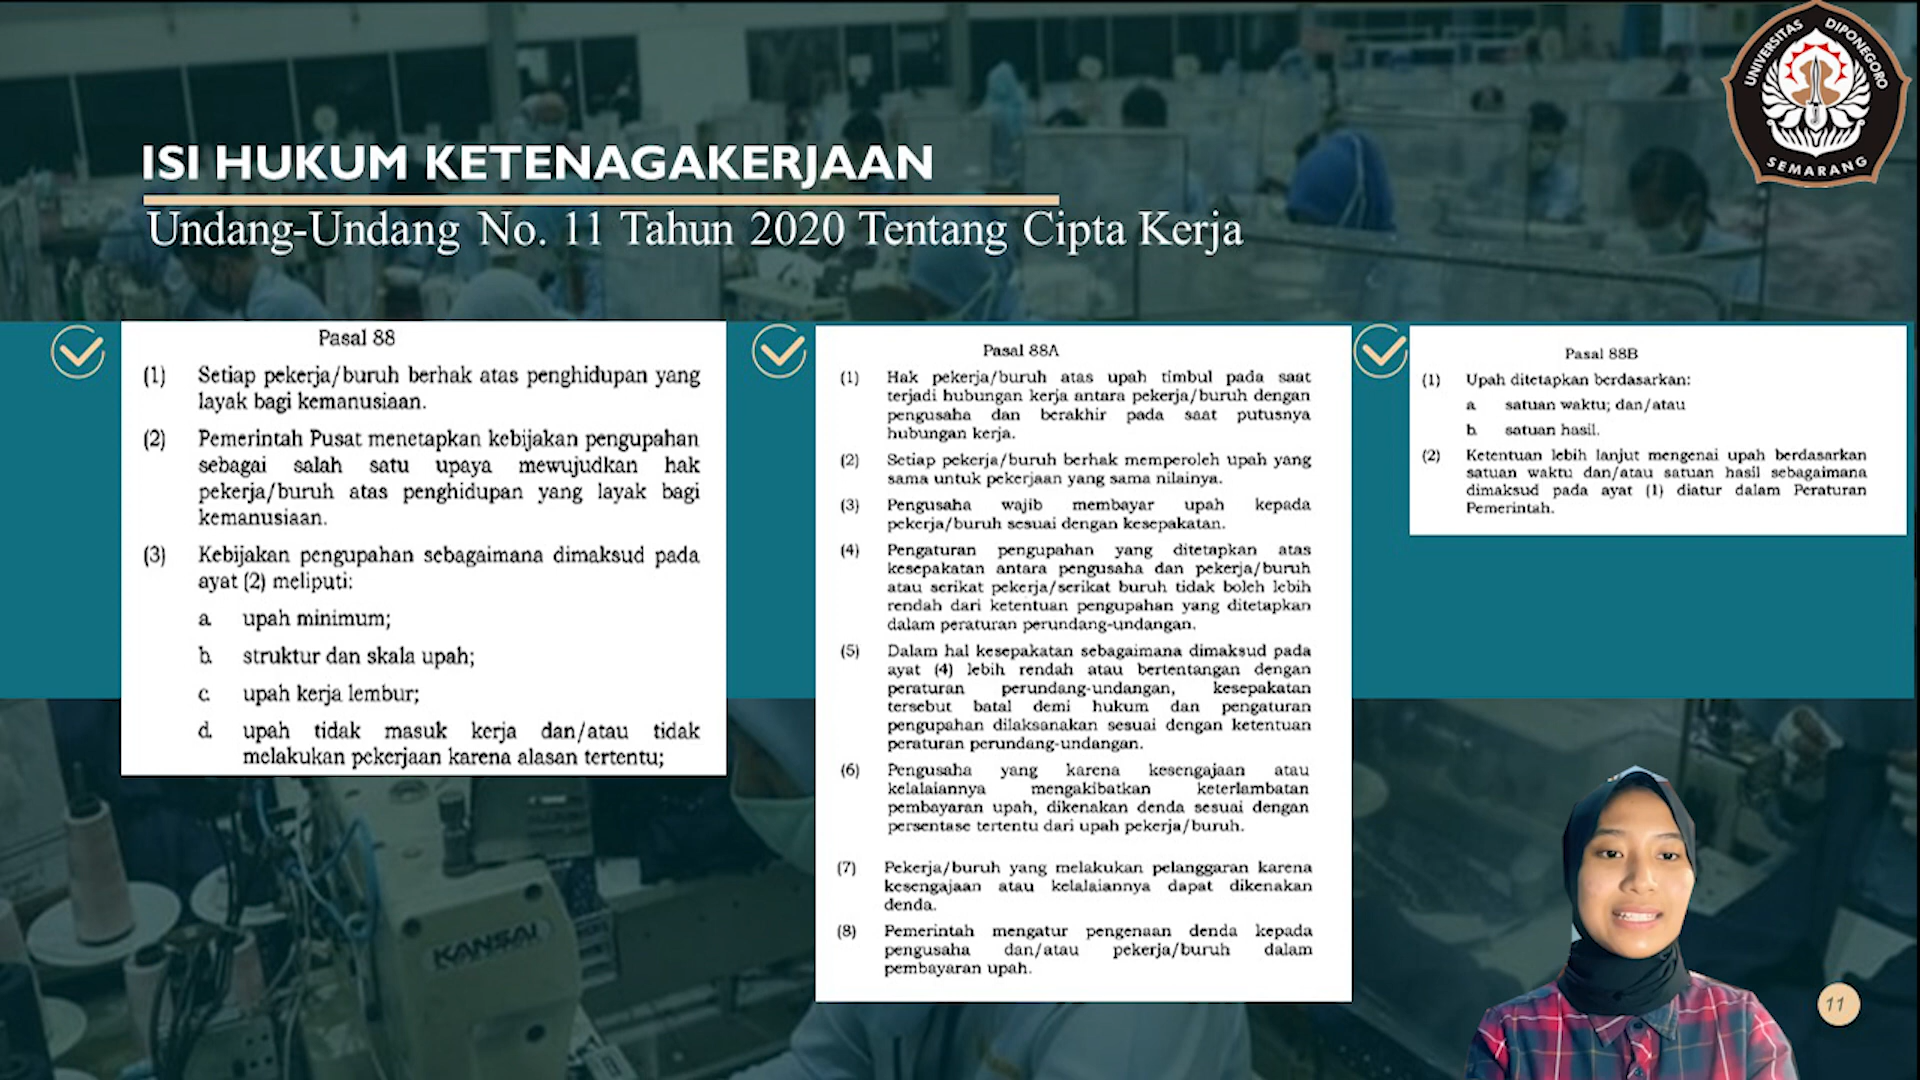 UNIVERSITAS DIPONEGORO
SEMARANG
ISI HUKUM KETENAGAKERJAAN
Undang-Undang No. 11 Tahun 2020 Tentang Cipta Kerja
Pasal 88
(1) Setiap pekerja/buruh berhak atas penghidupan yang
layak bagi kemanusiaan.
(2) Pemerintah Pusat menetapkan kebijakan pengupahan
sebagai salah satu upaya mewujudkan hak
pekerja/buruh atas penghidupan yang layak bagi
kemanusiaan.
(3) Kebijakan pengupahan sebagaimana dimaksud pada
ayat (2) meliputi:
a upah minimum;
b. struktur dan skala upah;
c. upah kerja lembur;
d. upah tidak masuk kerja dan/atau tidak
melakukan pekerjaan karena alasan tertentu;
Pasal 88A
(1) Hak pekerja/buruh atas upah timbul pada saat
terjadi hubungan kerja antara pekerja/buruh dengan
pengusaha dan berakhir pada saat putusnya
hubungan kerja.
(2) Setiap pekerja/buruh berhak memperoleh upah yang
sama untuk pekerjaan yang sama nilainya.
(3) Pengusaha wajib membayar upah kepada
pekerja/buruh sesuai dengan kesepakatan.
(4) Pengaturan pengupahan yang ditetapkan atas
kesepakatan antara pengusaha dan pekerja/buruh
atau serikat pekerja/serikat buruh tidak boleh lebih
rendah dari ketentuan pengupahan yang ditetapkan
dalam peraturan perundang-undangan.
(5) Dalam hal kesepakatan sebagaimana dimaksud pada
ayat (4) lebih rendah atau bertentangan dengan
peraturan perundang-undangan, kesepakatan
tersebut batal demi hukum dan pengaturan
pengupahan dilaksanakan sesuai dengan ketentuan
peraturan perundang-undangan.
(6) Pengusaha yang karena kesengajaan atau
kelalaiannya mengakibatkan keterlambatan
pembayaran upah, dikenakan denda sesuai dengan
persentase tertentu dari upah pekerja/buruh.
(7) Pekerja/buruh yang melakukan pelanggaran karena
kesengajaan atau kelalaiannya dapat dikenakan
denda.
(8) Pemerintah mengatur pengenaan denda kepada
pengusaha dan/atau pekerja/buruh dalam
pembayaran upah.
Pasal 88B
(1) Upah ditetapkan berdasarkan:
a satuan waktu; dan/atau
b. satuan hasil.
(2) Ketentuan lebih lanjut mengenai upah berdasarkan
satuan waktu dan/atau satuan hasil sebagaimana
dimaksud pada ayat (1) diatur dalam Peraturan
Pemerintah.
KANSAI
11